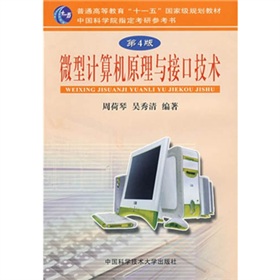 普通高等教育“十一五”国家级规划教材
中国科学院指定考研参考书
第4版
微型计算机原理与接口技术
WEIXING JISUANJI YUANLI YU JIEKOU JISHU
周荷琴 吴秀清 编著
中国科学技术大学出版社